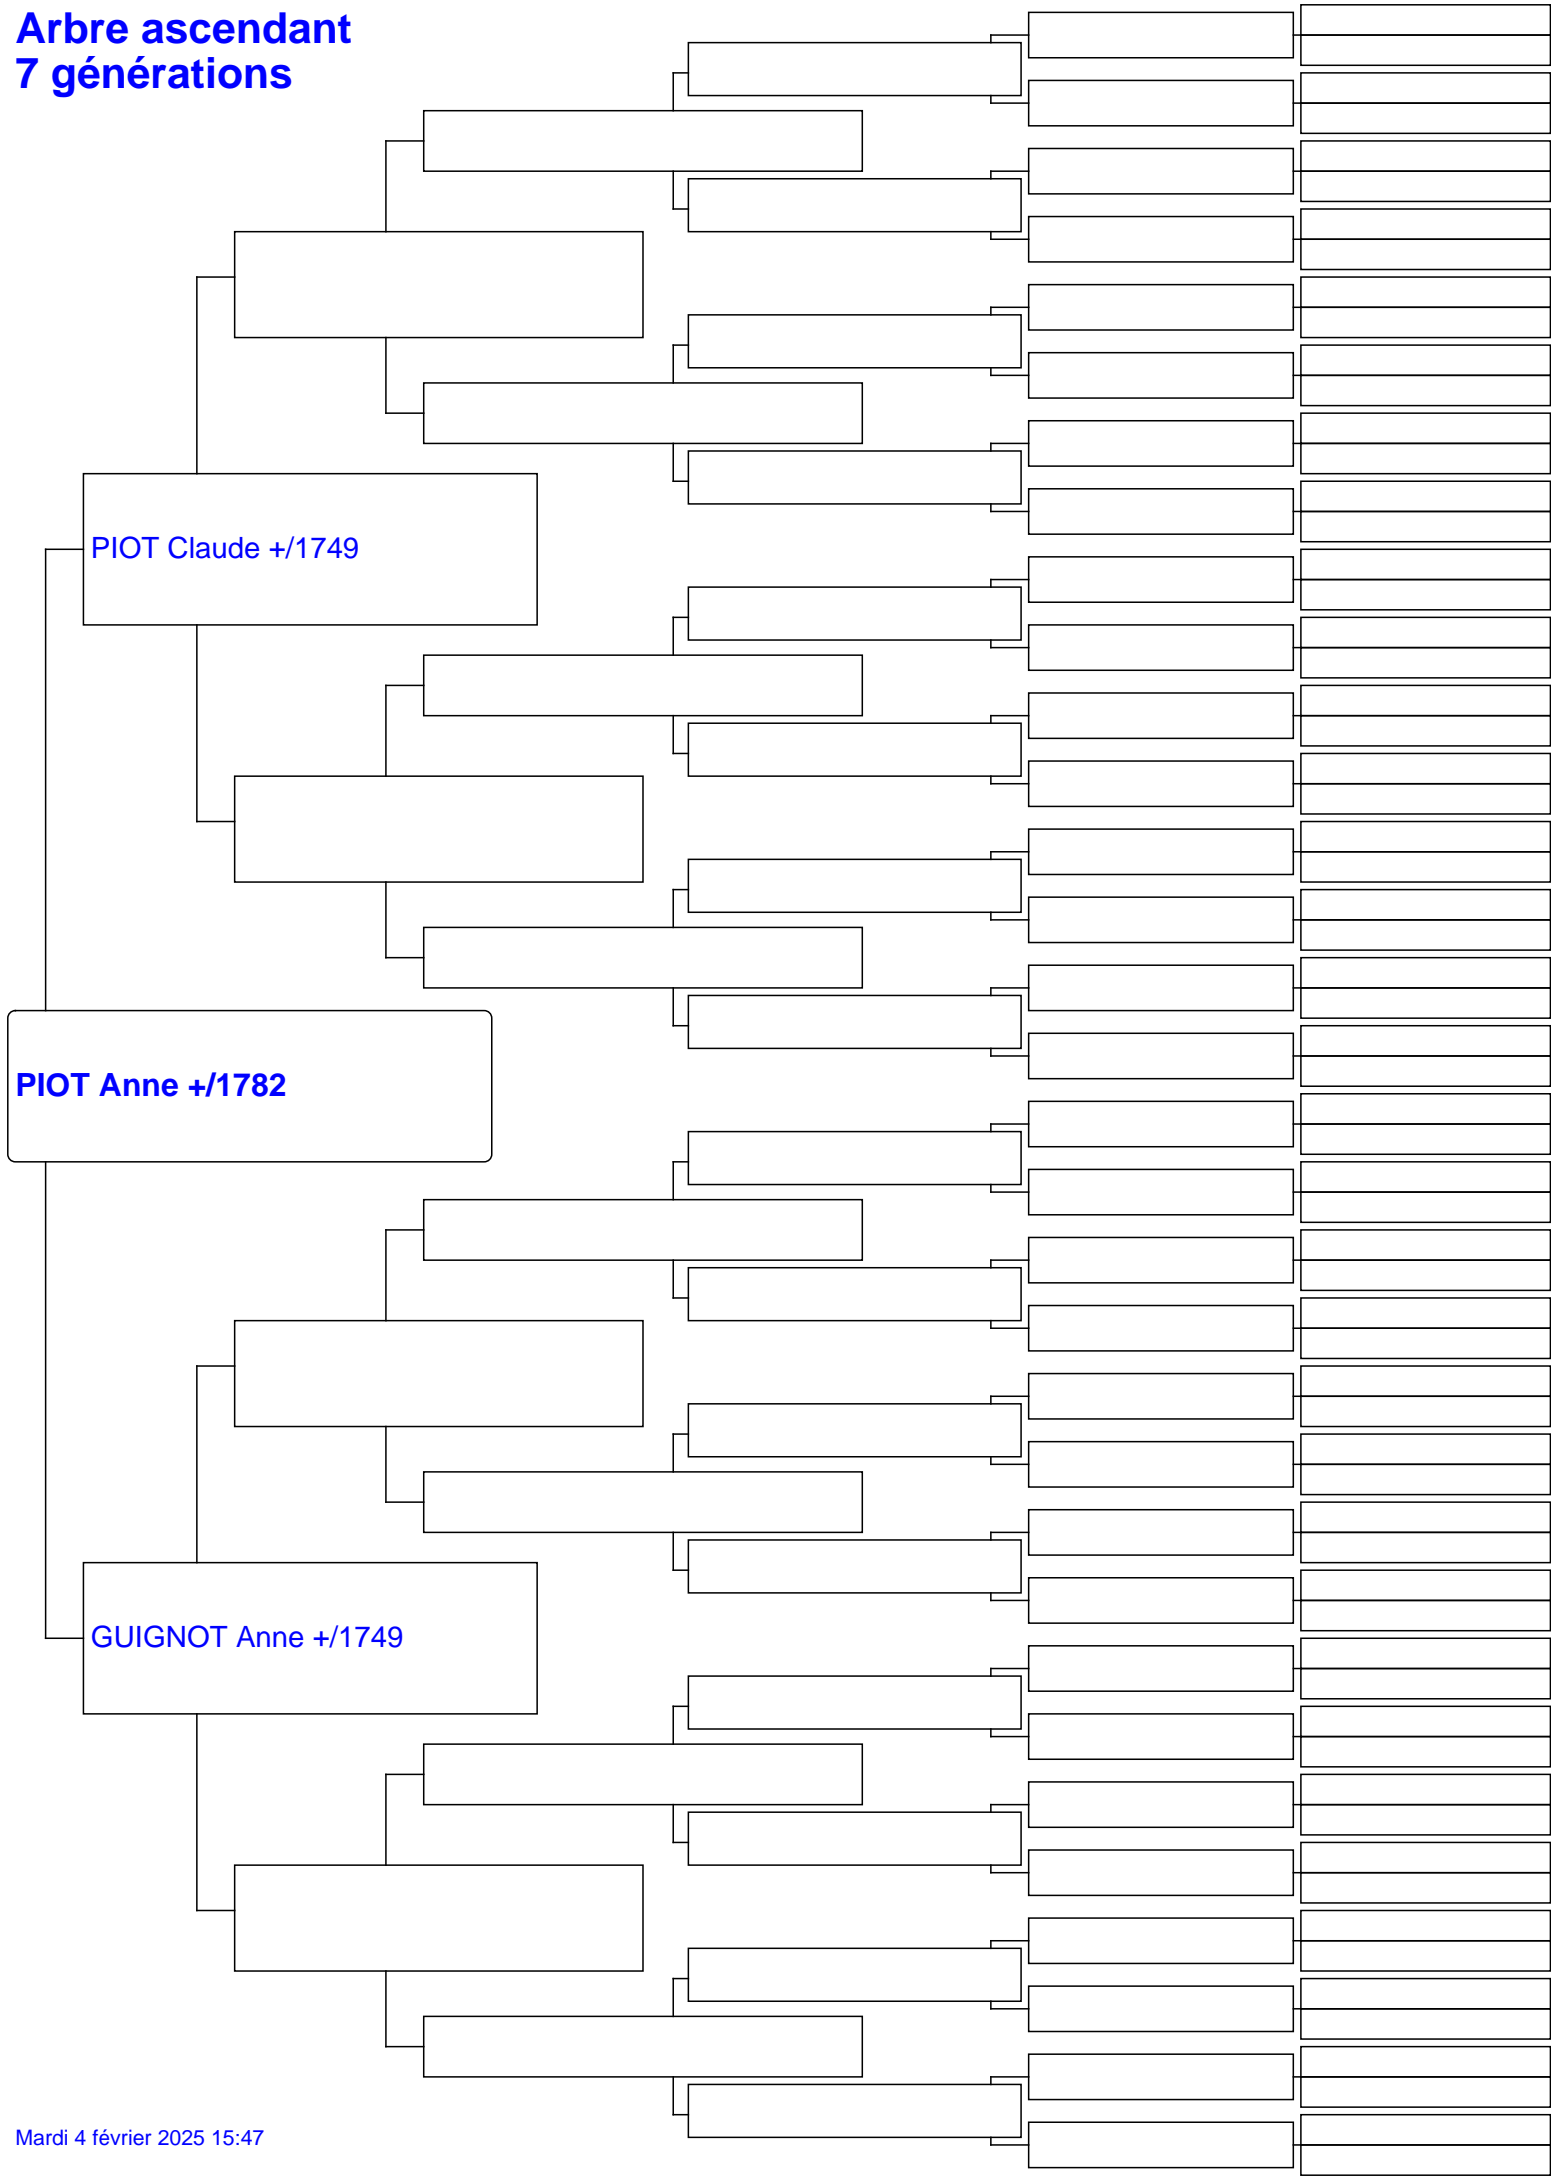 Arbre ascendant
7 générations
PIOT Claude +/1749
PIOT Anne +/1782
GUIGNOT Anne +/1749
Mardi 4 février 2025 15:47